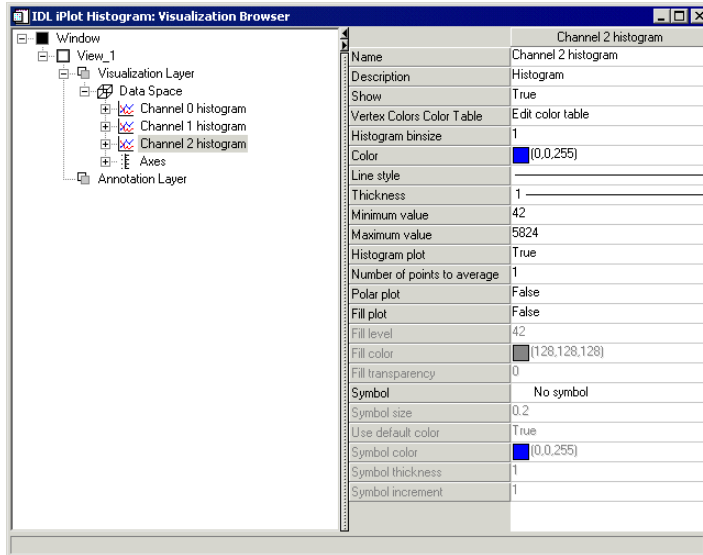 IDL iPlot Histogram: Visualization Browser
Window
View_1
Visualization Layer
Data Space
Channel 0 histogram
Channel 1 histogram
Channel 2 histogram
Axes
Annotation Layer
Channel 2 histogram
Name Channel 2 histogram
Description Histogram
Show True
Vertex Colors Color Table Edit color table
Histogram binsize 1
Color (0,0,255)
Line style
Thickness 1
Minimum value 42
Maximum value 5824
Histogram plot True
Number of points to average 1
Polar plot False
Fill plot False
Fill level 42
Fill color (128,128,128)
Fill transparency 0
Symbol No symbol
Symbol size 0.2
Use default color True
Symbol color (0,0,255)
Symbol thickness 1
Symbol increment 1